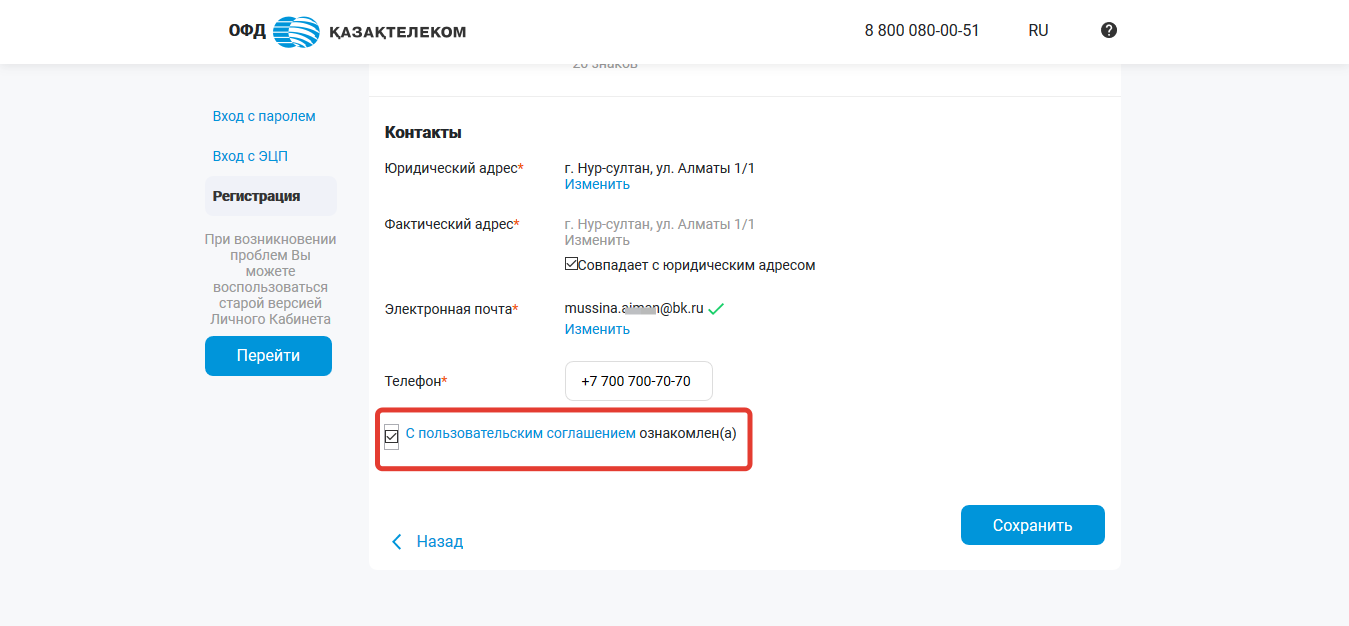 ОФД ҚАЗАҚТЕЛЕКОМ
8 800 080-00-51
RU
20 знаков
Вход с паролем
Вход с ЭЦП
Регистрация
При возникновении
проблем Вы
можете
воспользоваться
старой версией
Личного Кабинета
Перейти
Контакты
Юридический адрес*
г. Нур-султан, ул. Алматы 1/1
Изменить
Фактический адрес*
г. Нур-султан, ул. Алматы 1/1
Изменить
Совпадает с юридическим адресом
Электронная почта*
@bk.ru
Изменить
Телефон*
+7 700 700-70-70
С пользовательским соглашением ознакомлен(а)
Назад
Сохранить